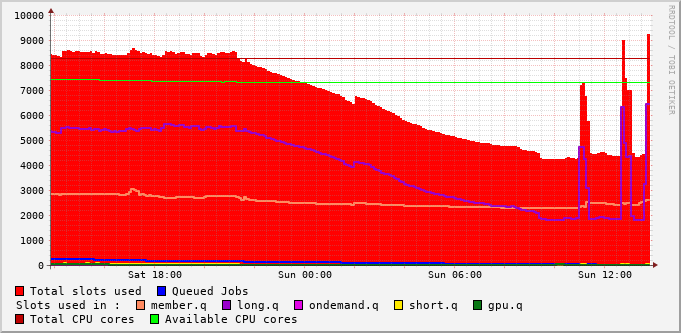 10000
9000
8000
7000
6000
5000
4000
3000
2000
1000
0
Sat 18:00 Sun 00:00 Sun 06:00 Sun 12:00
RRDTOOL / TOBI OETIKER
Total slots used Queued Jobs
Slots used in : member.q long.q ondemand.q short.q gpu.q
Total CPU cores Available CPU cores